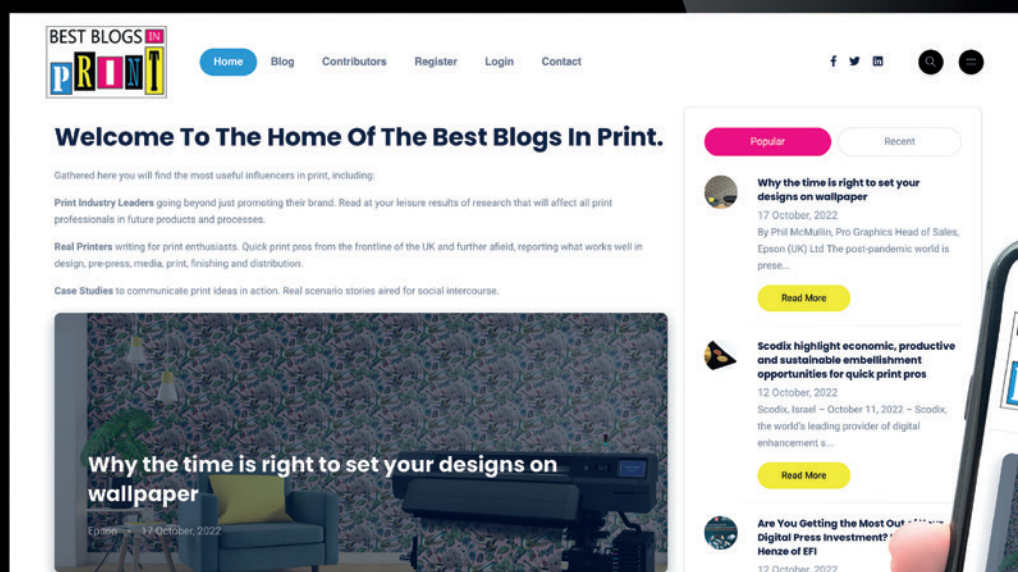 BEST BLOGS IN
PRINT
Home Blog Contributors Register Login Contact
Welcome To The Home Of The Best Blogs In Print.
Gathered here you will find the most useful influencers in print, including:
Print Industry Leaders going beyond just promoting their brand. Read at your leisure results of research that will affect all print
professionals in future products and processes.
Real Printers writing for print enthusiasts. Quick print pros from the frontline of the UK and further afield, reporting what works well in
design, pre-press, media, print, finishing and distribution.
Case Studies to communicate print ideas in action. Real scenario stories aired for social intercourse.
Why the time is right to set your designs on
wallpaper
Epson • 17 October, 2022
Popular Recent
Why the time is right to set your
designs on wallpaper
17 October, 2022
By Phil McMullin, Pro Graphics Head of Sales,
Epson (UK) Ltd The post-pandemic world is
prese...
Read More
Scodix highlight economic, productive
and sustainable embellishment
opportunities for quick print pros
12 October, 2022
Scodix, Israel – October 11, 2022 – Scodix,
the world's leading provider of digital
enhancement s...
Read More
Are You Getting the Most Out of Your
Digital Press Investment?
Henze of EFI
12 October, 2022